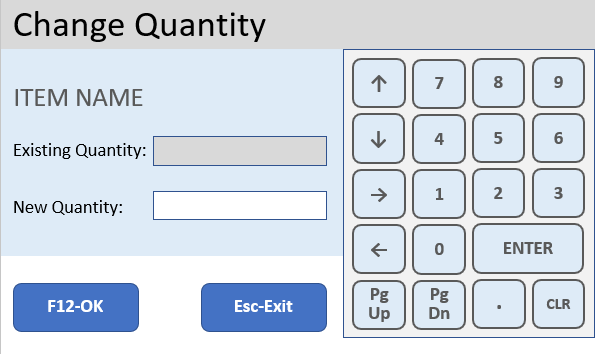 Change Quantity
ITEM NAME
Existing Quantity:
New Quantity:
F12-OK
Esc-Exit
↑ 7 8 9
↓ 4 5 6
→ 1 2 3
← 0 ENTER
Pg Up Pg Dn . CLR